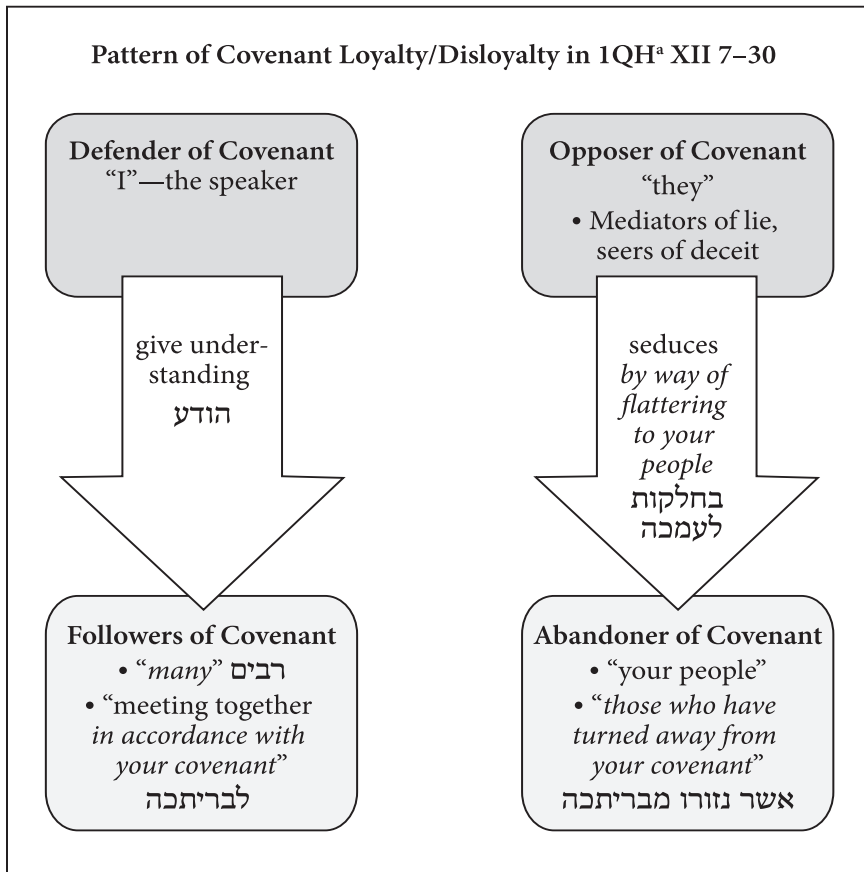 Pattern of Covenant Loyalty/Disloyalty in 1QHᵃ XII 7–30
Defender of Covenant
“I”—the speaker
give under-
standing
הודע
Followers of Covenant
• “many” רבים
• “meeting together
in accordance with
your covenant”
לבריתכה
Opposer of Covenant
“they”
• Mediators of lie,
seers of deceit
seduces
by way of
flattering
to your
people
בחלקות
לעמכה
Abandoner of Covenant
• “your people”
• “those who have
turned away from
your covenant”
אשר נזורו מבריתכה